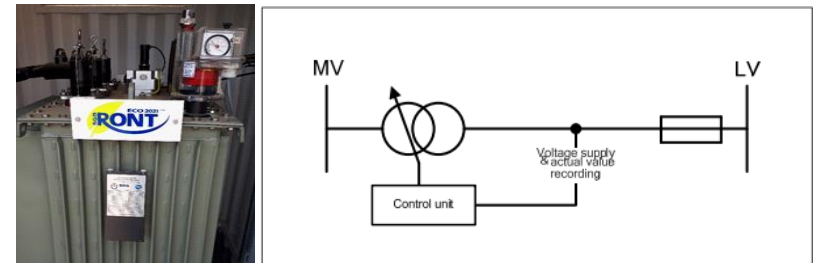 ECO 2021
RONT
MV
LV
Voltage supply
& actual value
recording
Control unit